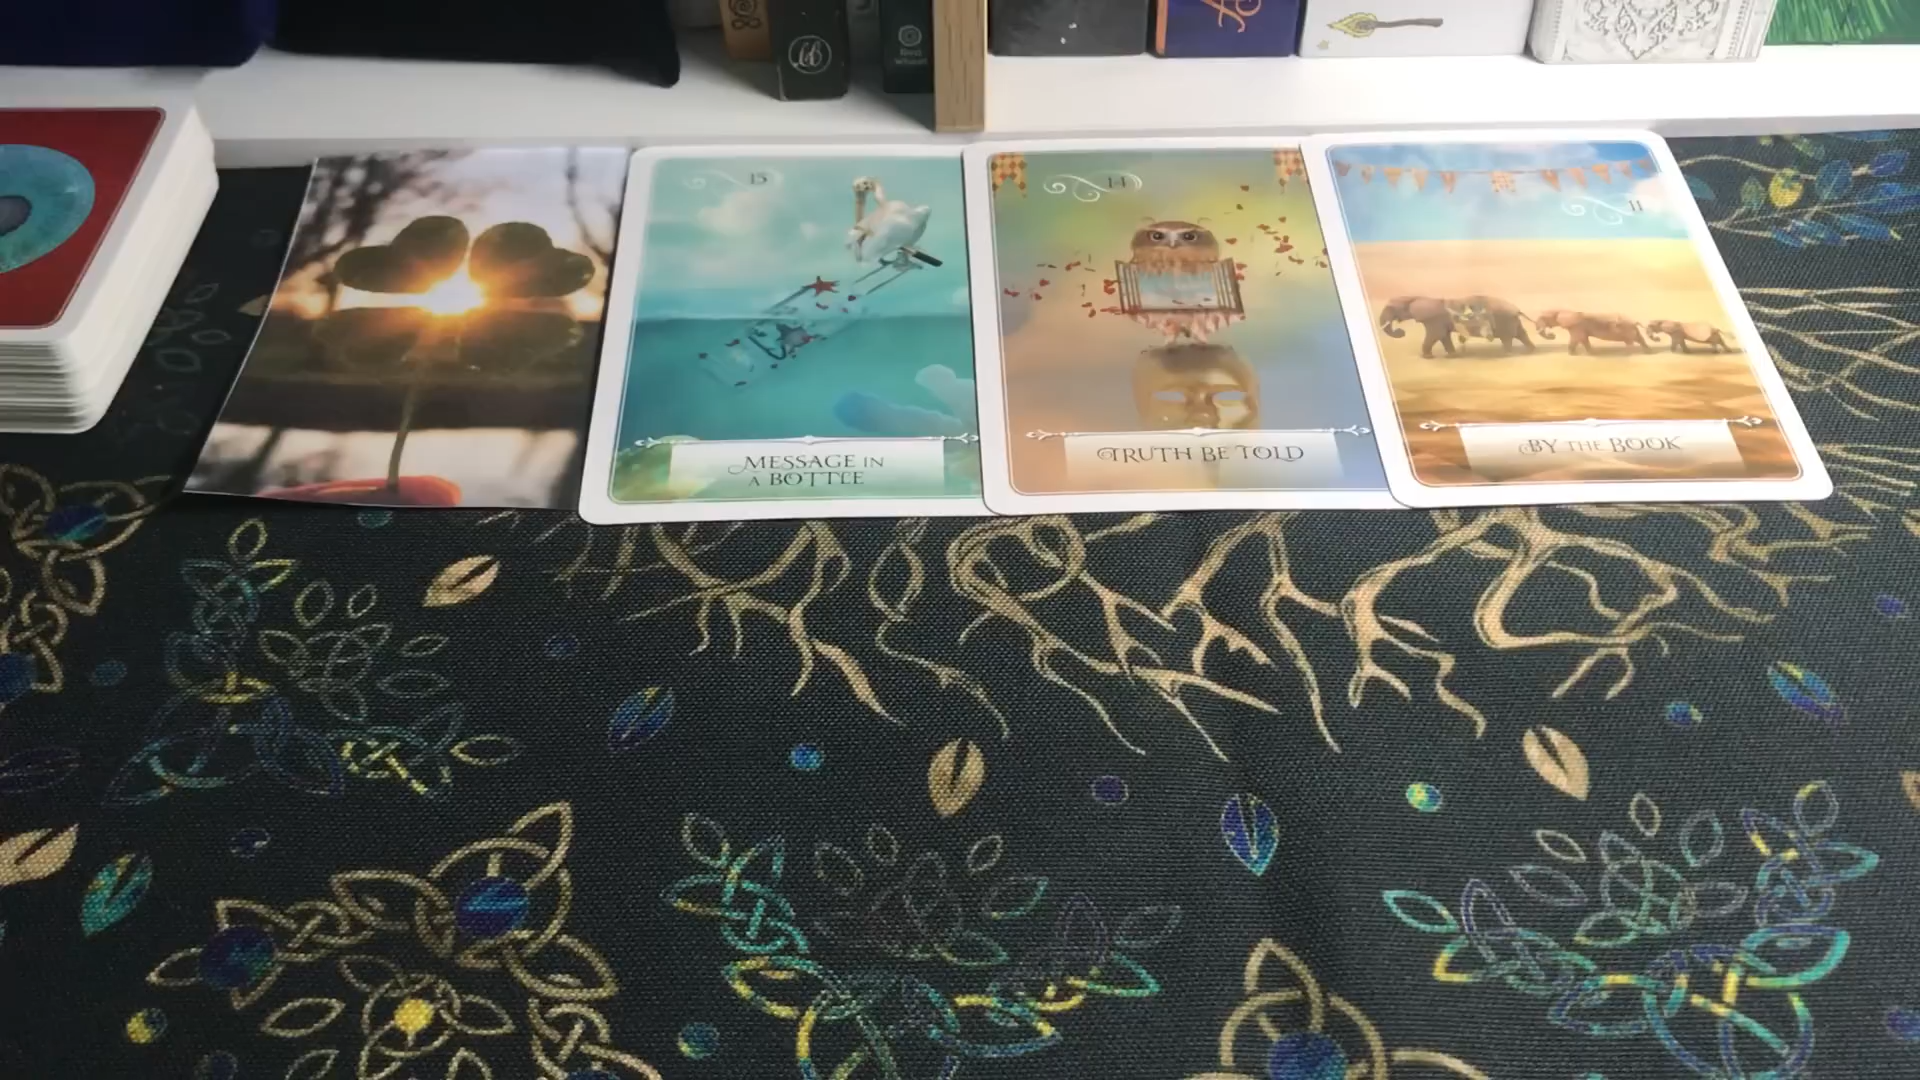 15
MESSAGE IN
A BOTTLE
14
TRUTH BE TOLD
11
BY THE BOOK